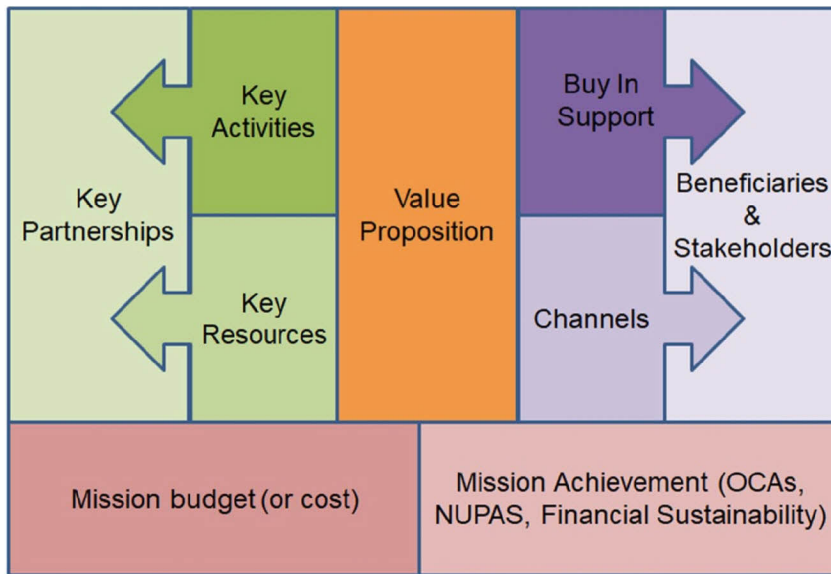 Key
Partnerships
Key
Activities
Key
Resources
Value
Proposition
Buy In
Support
Channels
Beneficiaries
&
Stakeholders
Mission budget (or cost)
Mission Achievement (OCAs,
NUPAS, Financial Sustainability)